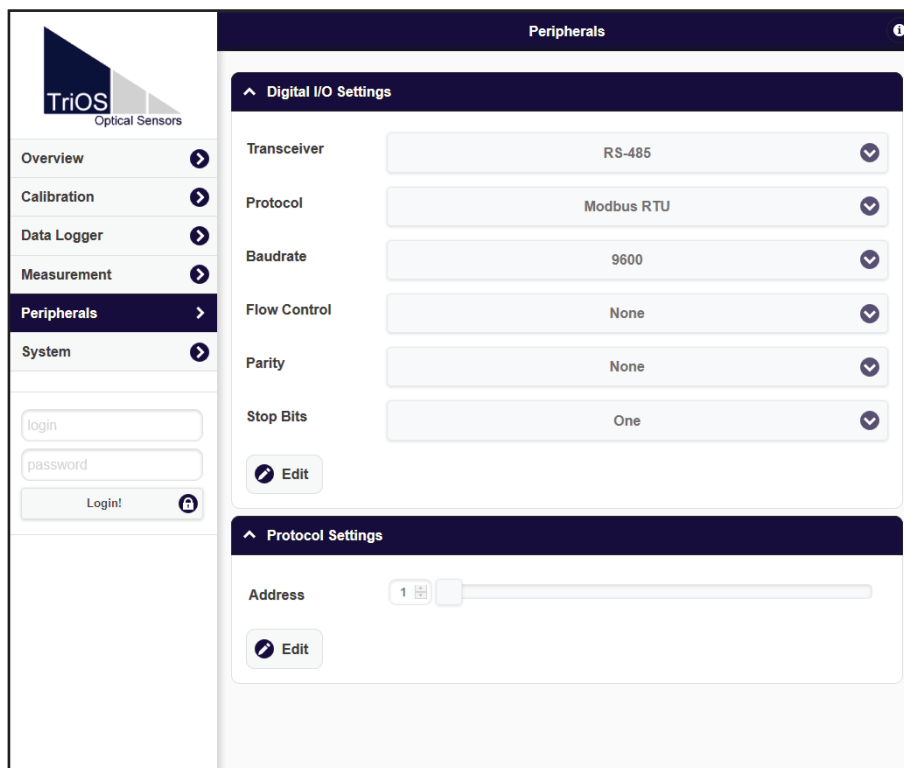 TriOS
Optical Sensors
Overview
Calibration
Data Logger
Measurement
Peripherals
System
login
password
Login!
Peripherals
Digital I/O Settings
Transceiver RS-485
Protocol Modbus RTU
Baudrate 9600
Flow Control None
Parity None
Stop Bits One
Edit
Protocol Settings
Address 1
Edit